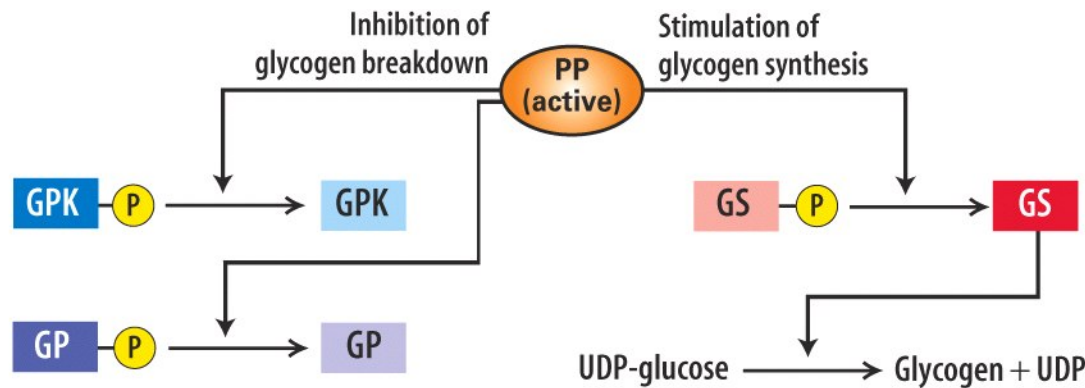 Inhibition of
glycogen breakdown
PP
(active)
Stimulation of
glycogen synthesis
GPK P GPK
GS P GS
GP P GP
UDP-glucose Glycogen + UDP